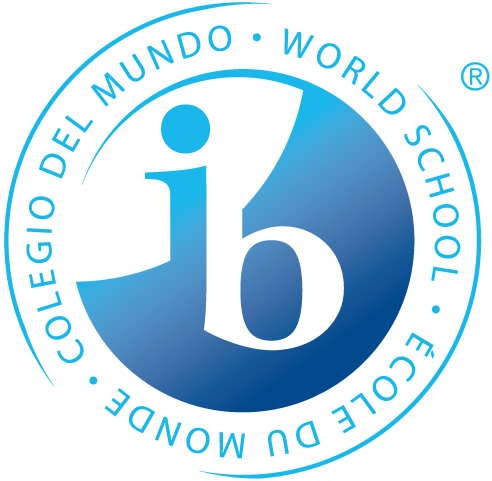 COLEGIO DEL MUNDO · WORLD SCHOOL · ÉCOLE DU MONDE ·
®
ib